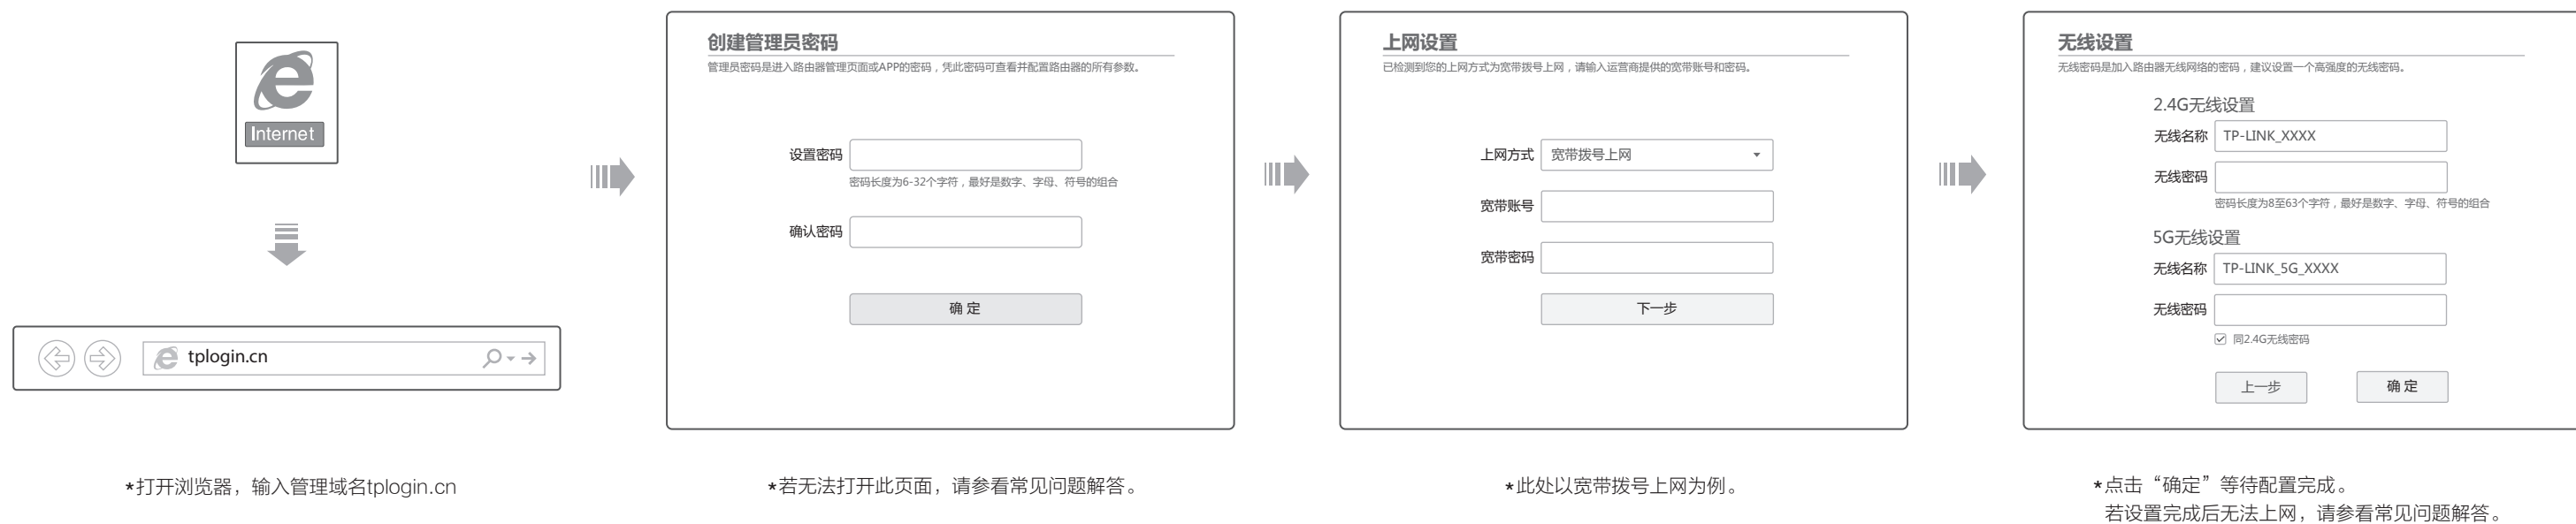 Internet
tplogin.cn
*打开浏览器，输入管理域名tplogin.cn
创建管理员密码
管理员密码是进入路由器管理页面或APP的密码，凭此密码可查看并配置路由器的所有参数。
设置密码
密码长度为6-32个字符，最好是数字、字母、符号的组合
确认密码
确 定
*若无法打开此页面，请参看常见问题解答。
上网设置
已检测到您的上网方式为宽带拨号上网，请输入运营商提供的宽带账号和密码。
上网方式 宽带拨号上网
宽带账号
宽带密码
下一步
*此处以宽带拨号上网为例。
无线设置
无线密码是加入路由器无线网络的密码，建议设置一个高强度的无线密码。
2.4G无线设置
无线名称 TP-LINK_XXXX
无线密码
密码长度为8至63个字符，最好是数字、字母、符号的组合
5G无线设置
无线名称 TP-LINK_5G_XXXX
无线密码
同2.4G无线密码
上一步 确 定
*点击“确定”等待配置完成。
若设置完成后无法上网，请参看常见问题解答。